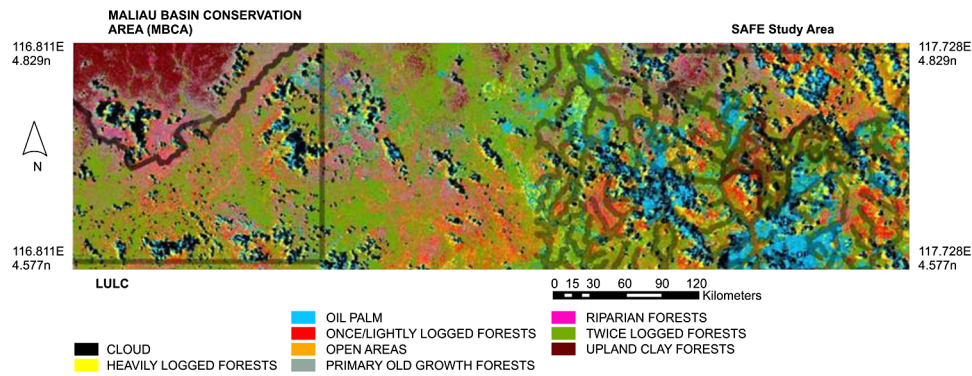 MALIAU BASIN CONSERVATION
AREA (MBCA)
SAFE Study Area
116.811E
4.829n
117.728E
4.829n
N
116.811E
4.577n
117.728E
4.577n
LULC
0 15 30 60 90 120
Kilometers
CLOUD
HEAVILY LOGGED FORESTS
OIL PALM
ONCE/LIGHTLY LOGGED FORESTS
OPEN AREAS
PRIMARY OLD GROWTH FORESTS
RIPARIAN FORESTS
TWICE LOGGED FORESTS
UPLAND CLAY FORESTS